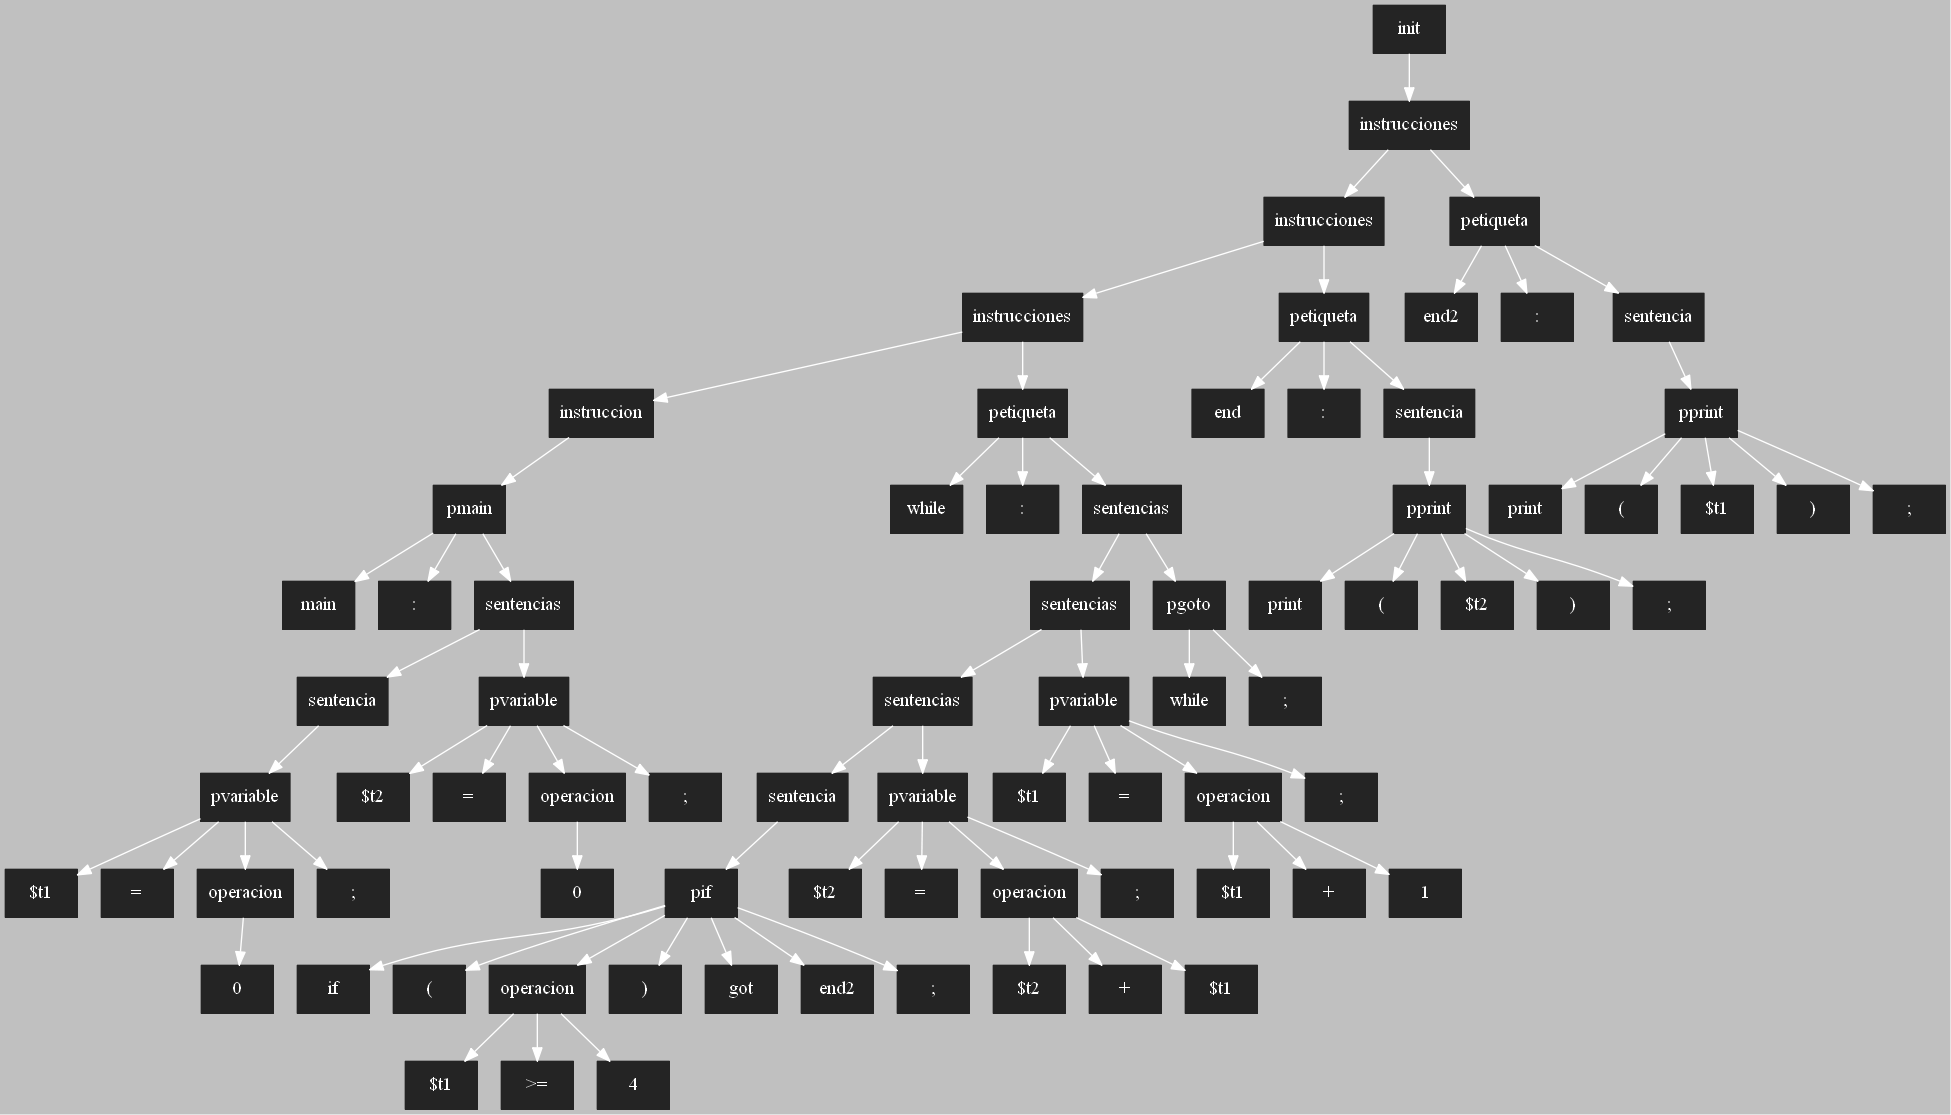 init
instrucciones
instrucciones petiqueta
instrucciones petiqueta end2 : sentencia
instruccion petiqueta end : sentencia pprint
pmain while : sentencias pprint print ( $t1 ) ;
main : sentencias sentencias pgoto print ( $t2 ) ;
sentencia pvariable sentencias pvariable while ;
pvariable $t2 = operacion ; sentencia pvariable $t1 = operacion ;
$t1 = operacion ; 0 pif $t2 = operacion ; $t1 + 1
0 if ( operacion ) got end2 ; $t2 + $t1
$t1 >= 4